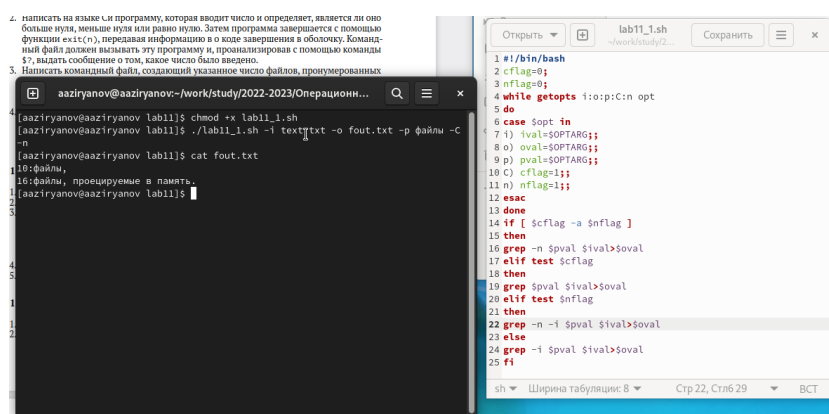 2. Написать на языке Си программу, которая вводит число и определяет, является ли оно
больше нуля, меньше нуля или равно нулю. Затем программа завершается с помощью
функции exit(n), передавая информацию в о коде завершения в оболочку. Команд-
ный файл должен вызывать эту программу и, проанализировав с помощью команды
$?, выдать сообщение о том, какое число было введено.
3. Написать командный файл, создающий указанное число файлов, пронумерованных
aaziryanov@aaziryanov:~/work/study/2022-2023/Операционн...
[aaziryanov@aaziryanov lab11]$ chmod +x lab11_1.sh
[aaziryanov@aaziryanov lab11]$ ./lab11_1.sh -i text.txt -o fout.txt -p файлы -C
-n
[aaziryanov@aaziryanov lab11]$ cat fout.txt
10:файлы,
16:файлы, проецируемые в память.
[aaziryanov@aaziryanov lab11]$
Открыть
lab11_1.sh
~/work/study/2...
Сохранить
1 #!/bin/bash
2 cflag=0;
3 nflag=0;
4 while getopts i:o:p:C:n opt
5 do
6 case $opt in
7 i) ival=$OPTARG;;
8 o) oval=$OPTARG;;
9 p) pval=$OPTARG;;
10 C) cflag=1;;
11 n) nflag=1;;
12 esac
13 done
14 if [ $cflag -a $nflag ]
15 then
16 grep -n $pval $ival>$oval
17 elif test $cflag
18 then
19 grep $pval $ival>$oval
20 elif test $nflag
21 then
22 grep -n -i $pval $ival>$oval
23 else
24 grep -i $pval $ival>$oval
25 fi
sh
Ширина табуляции: 8
Стр 22, Стлб 29
ВСТ